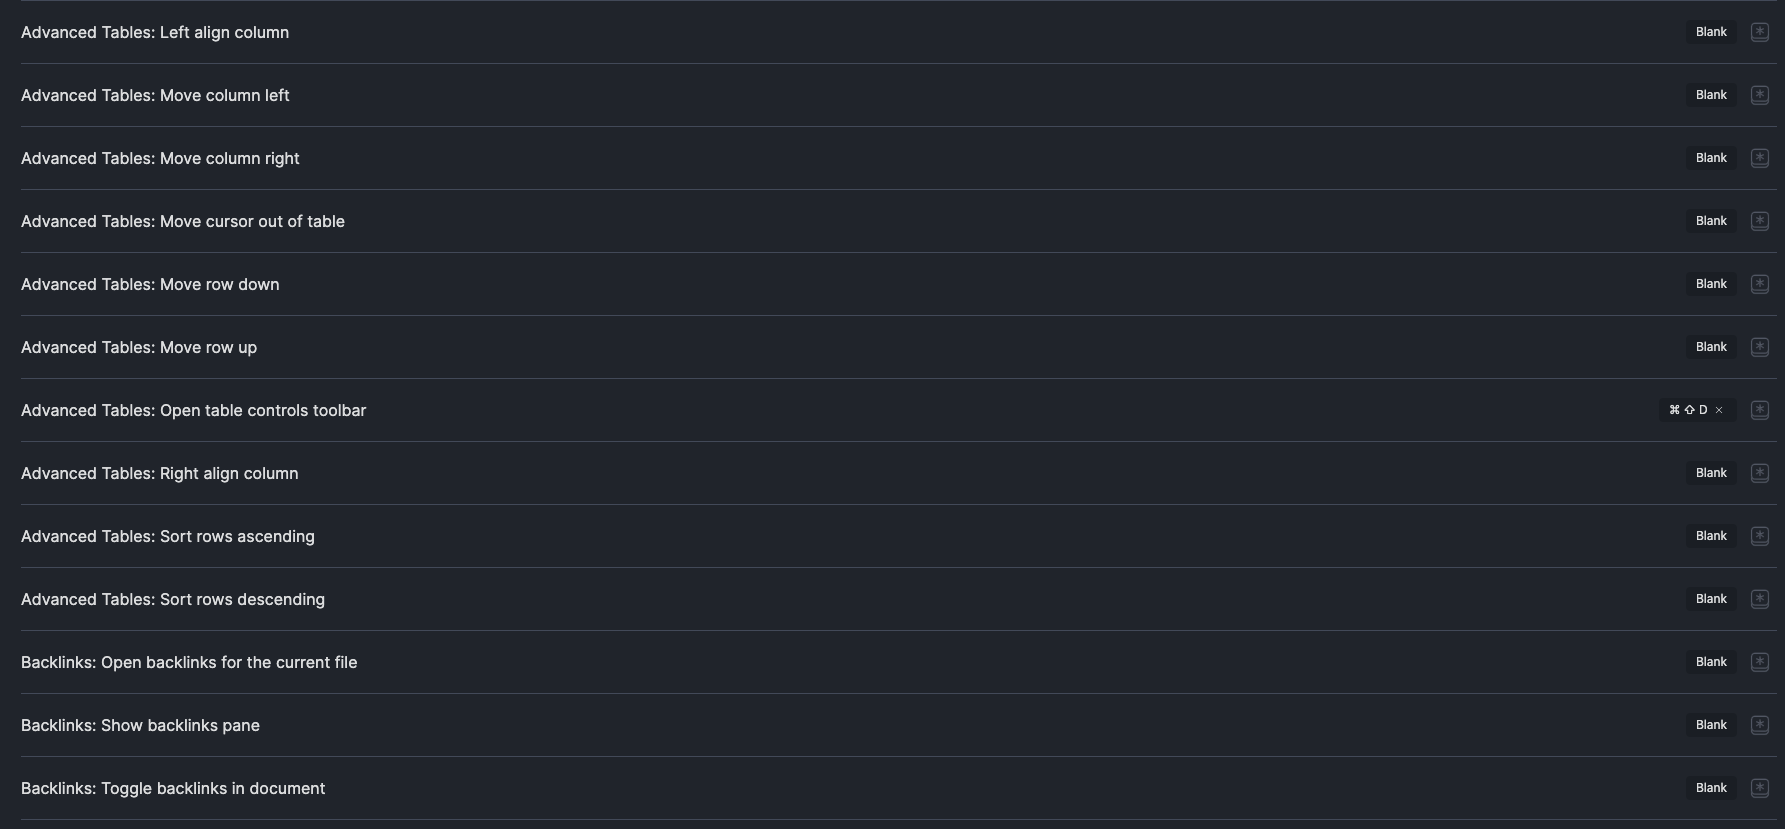 Advanced Tables: Left align column Blank
Advanced Tables: Move column left Blank
Advanced Tables: Move column right Blank
Advanced Tables: Move cursor out of table Blank
Advanced Tables: Move row down Blank
Advanced Tables: Move row up Blank
Advanced Tables: Open table controls toolbar ⌘ ⇧ D ×
Advanced Tables: Right align column Blank
Advanced Tables: Sort rows ascending Blank
Advanced Tables: Sort rows descending Blank
Backlinks: Open backlinks for the current file Blank
Backlinks: Show backlinks pane Blank
Backlinks: Toggle backlinks in document Blank